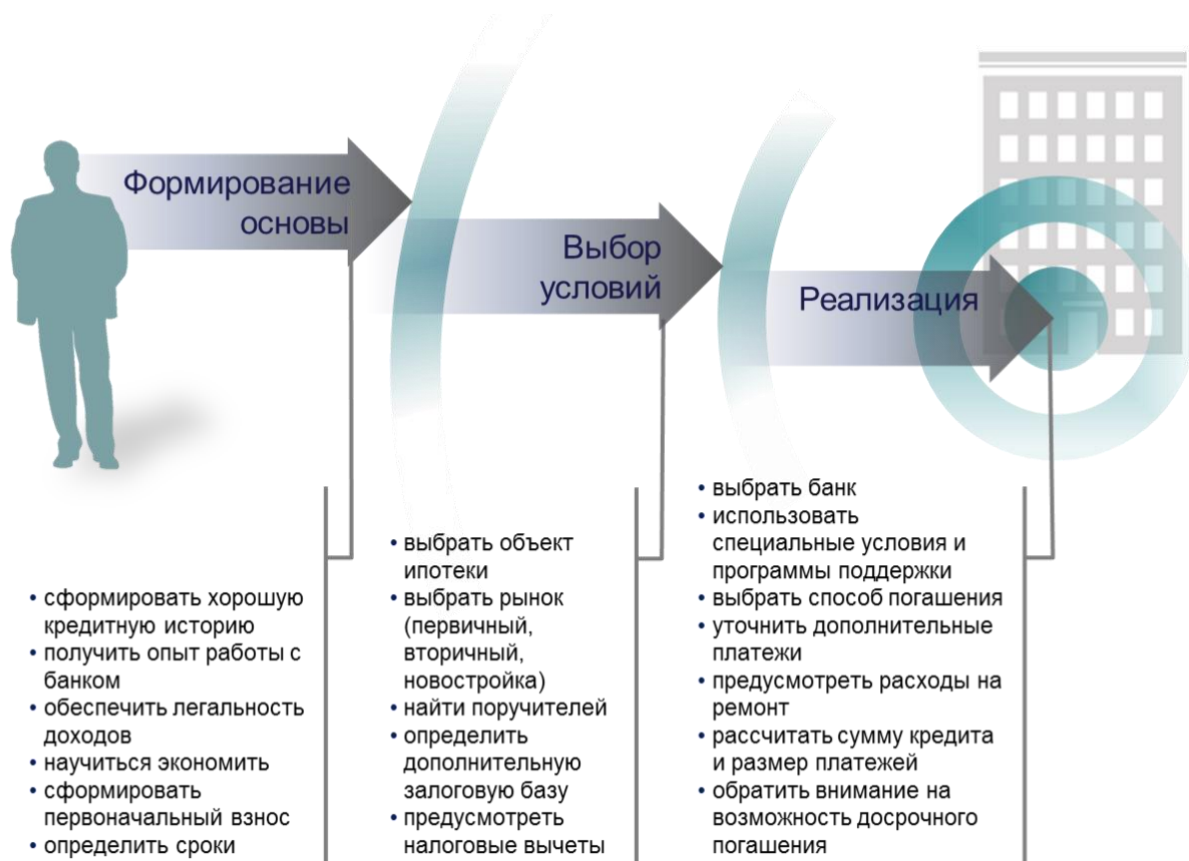 Формирование
основы
Выбор
условий
Реализация
• сформировать хорошую
кредитную историю
• получить опыт работы с
банком
• обеспечить легальность
доходов
• научиться экономить
• сформировать
первоначальный взнос
• определить сроки
• выбрать объект
ипотеки
• выбрать рынок
(первичный,
вторичный,
новостройка)
• найти поручителей
• определить
дополнительную
залоговую базу
• предусмотреть
налоговые вычеты
• выбрать банк
• использовать
специальные условия и
программы поддержки
• выбрать способ погашения
• уточнить дополнительные
платежи
• предусмотреть расходы на
ремонт
• рассчитать сумму кредита
и размер платежей
• обратить внимание на
возможность досрочного
погашения